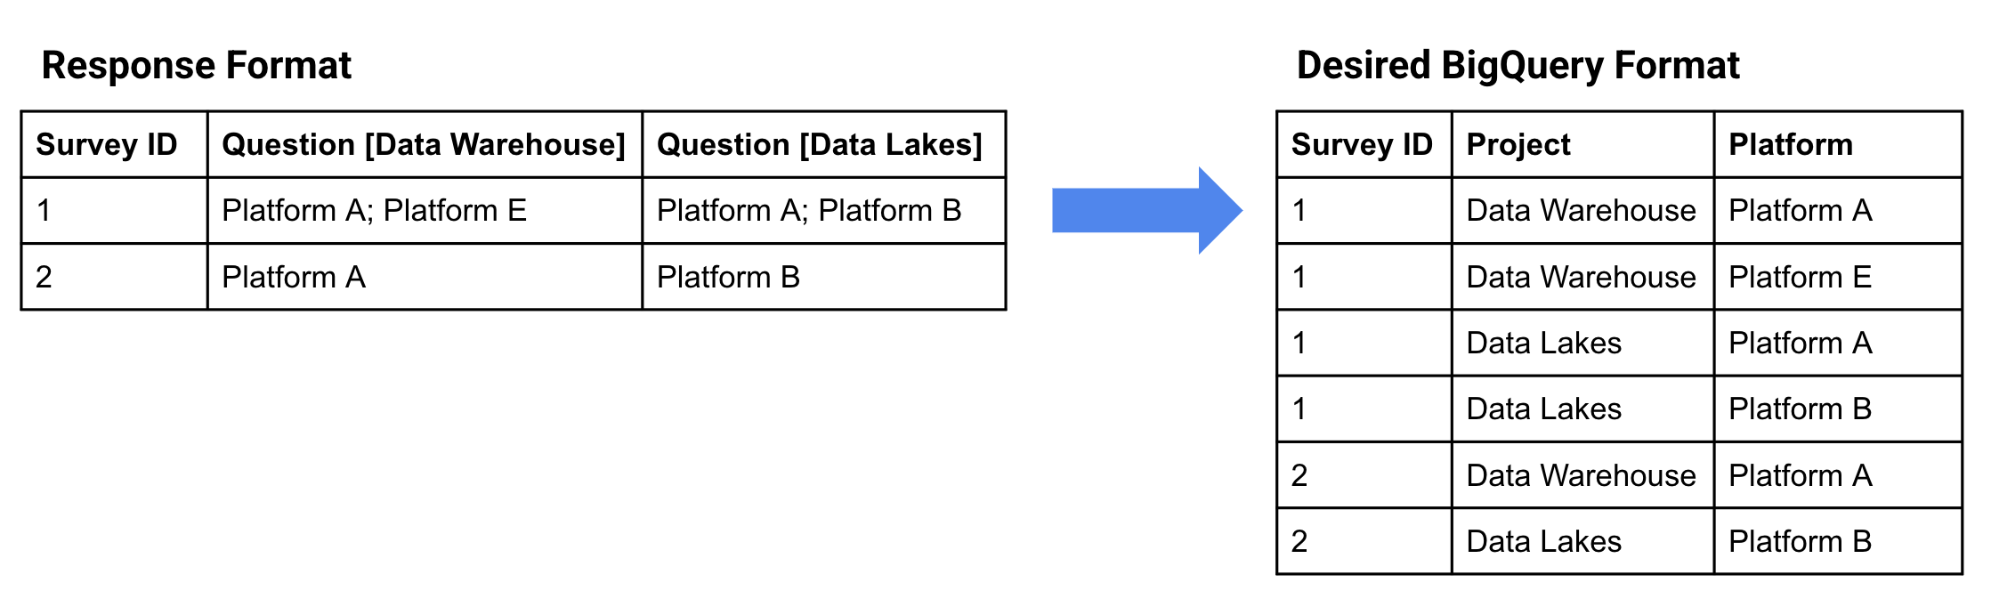 Response Format
Survey ID Question [Data Warehouse] Question [Data Lakes]
1 Platform A; Platform E Platform A; Platform B
2 Platform A Platform B
Desired BigQuery Format
Survey ID Project Platform
1 Data Warehouse Platform A
1 Data Warehouse Platform E
1 Data Lakes Platform A
1 Data Lakes Platform B
2 Data Warehouse Platform A
2 Data Lakes Platform B